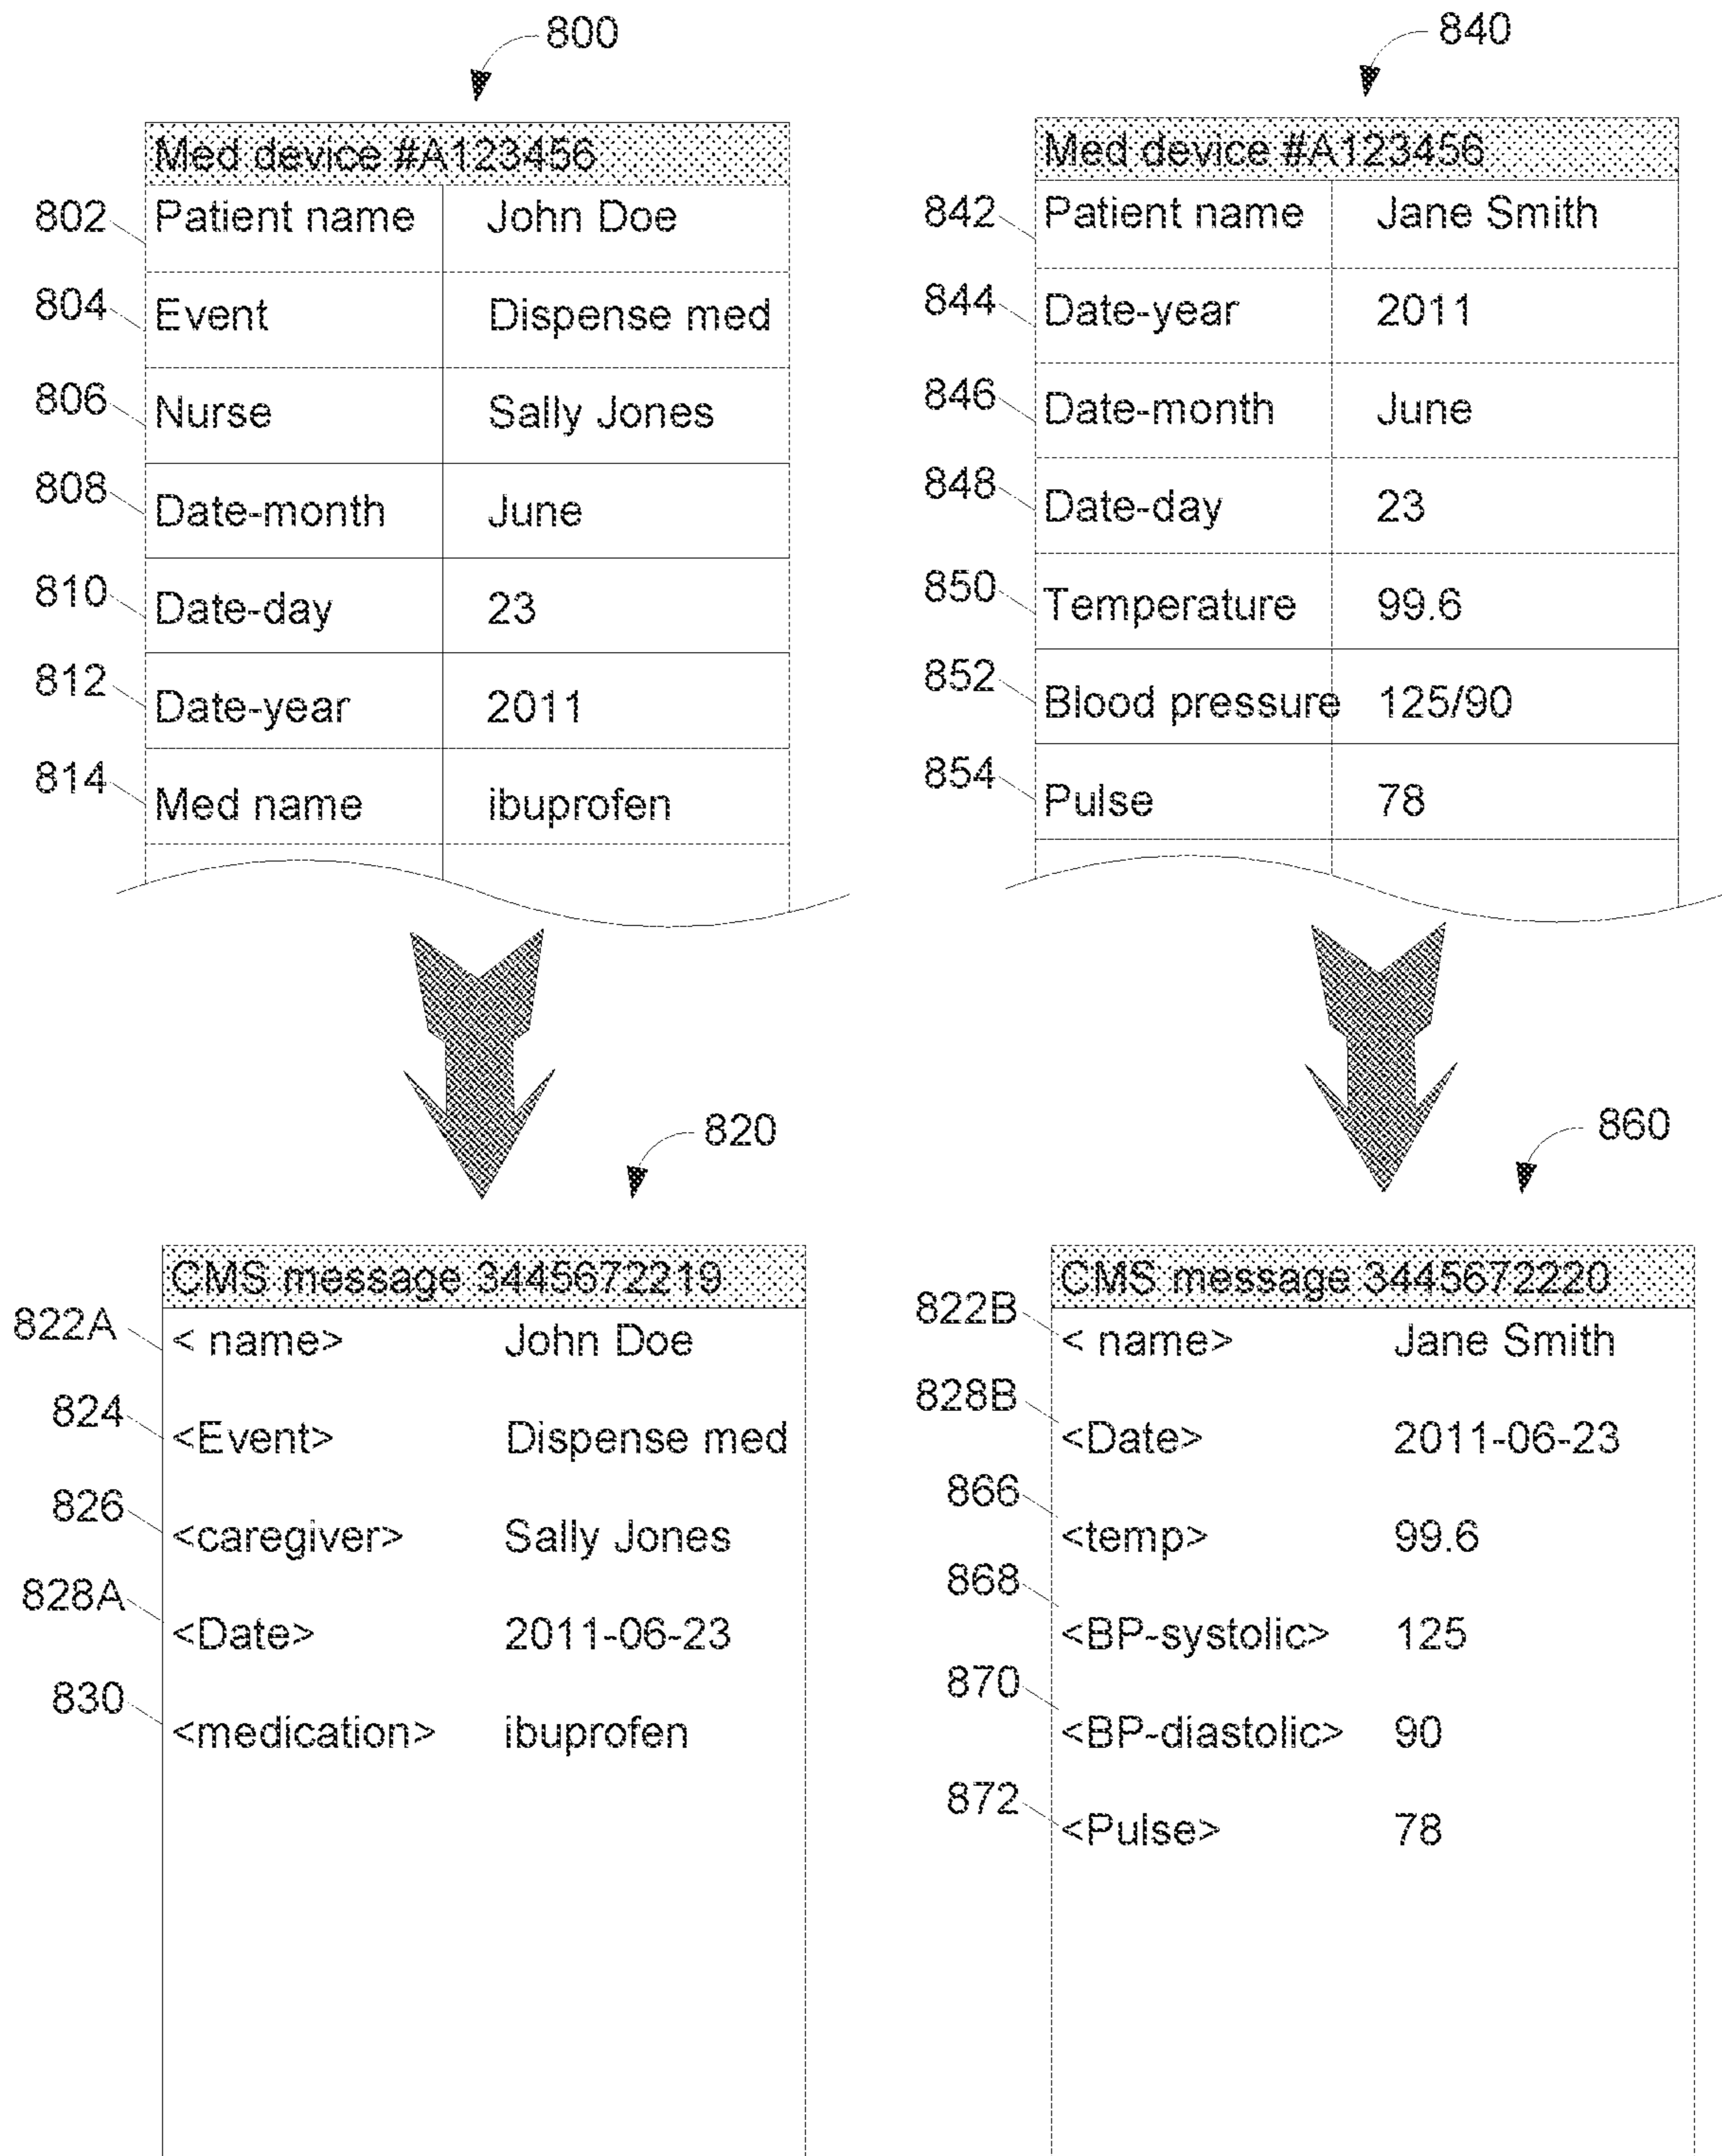 800
Med device #A123456
802 Patient name John Doe
804 Event Dispense med
806 Nurse Sally Jones
808 Date-month June
810 Date-day 23
812 Date-year 2011
814 Med name ibuprofen
840
Med device #A123456
842 Patient name Jane Smith
844 Date-year 2011
846 Date-month June
848 Date-day 23
850 Temperature 99.6
852 Blood pressure 125/90
854 Pulse 78
820
CMS message 3445672219
822A < name> John Doe
824 <Event> Dispense med
826 <caregiver> Sally Jones
828A <Date> 2011-06-23
830 <medication> ibuprofen
860
CMS message 3445672220
822B < name> Jane Smith
828B <Date> 2011-06-23
866 <temp> 99.6
868 <BP-systolic> 125
870 <BP-diastolic> 90
872 <Pulse> 78